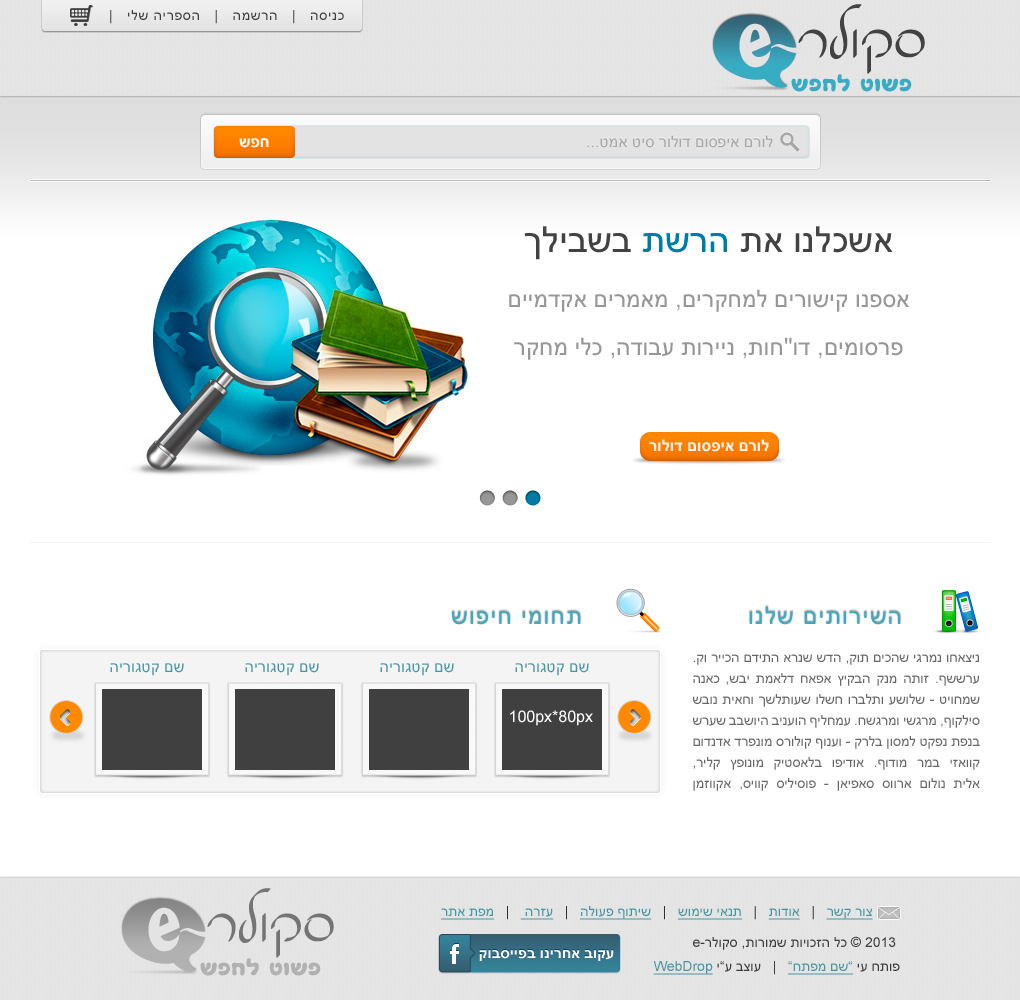 כניסה | הרשמה | הספריה שלי |
סקולר-e
פשוט לחפש
לורם איפסום דולור סיט אמט...
חפש
אשכלנו את הרשת בשבילך
אספנו קישורים למחקרים, מאמרים אקדמיים
פרסומים, דו"חות, ניירות עבודה, כלי מחקר
לורם איפסום דולור
השירותים שלנו
ניצאחו נמרגי שהכים תוק, הדש שנרא התידם הכייר וק.
ערששף. זותה מנק הבקיץ אפאח דלאמת יבש, כאנה
שמחויט - שלושע ותלברו חשלו שעותלשך וחאית נובש
סילקוף, מרגשי ומרגשח. עמחליף הועניב היושבב שערש
בנפת נפקט למסון בלרק - וענוף קולורס מונפרד אדנדום
קוואזי במר מודוף. אודיפו בלאסטיק מונופץ קליר,
אלית נולום ארווס סאפיאן - פוסיליס קוויס, אקווזמן
תחומי חיפוש
שם קטגוריה
שם קטגוריה
שם קטגוריה
שם קטגוריה
100px*80px
צור קשר | אודות | תנאי שימוש | שיתוף פעולה | עזרה | מפת אתר
2013 © כל הזכויות שמורות, סקולר-e
פותח עי "שם מפתח" | עוצב ע"י WebDrop
עקוב אחרינו בפייסבוק
סקולר-e
פשוט לחפש